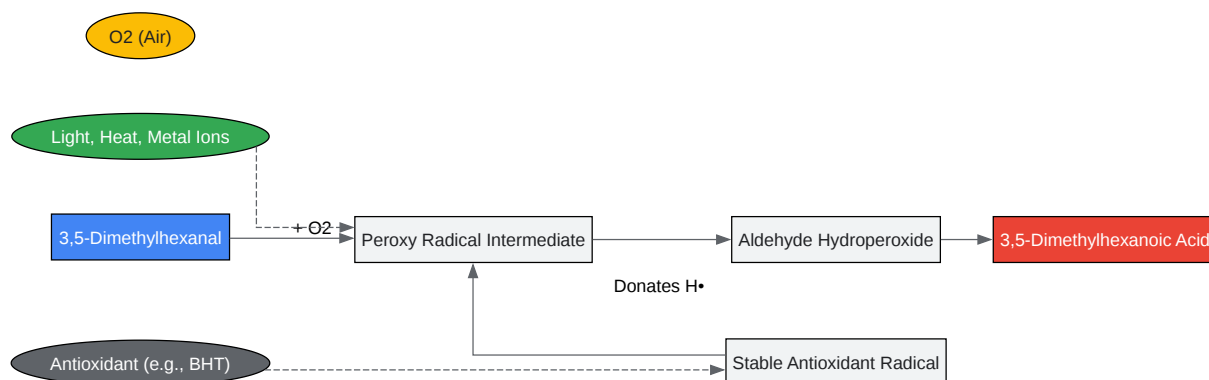 O2 (Air)
Light, Heat, Metal Ions
+ O2
3,5-Dimethylhexanal
Peroxy Radical Intermediate
Aldehyde Hydroperoxide
3,5-Dimethylhexanoic Acid
Donates H•
Antioxidant (e.g., BHT)
Stable Antioxidant Radical